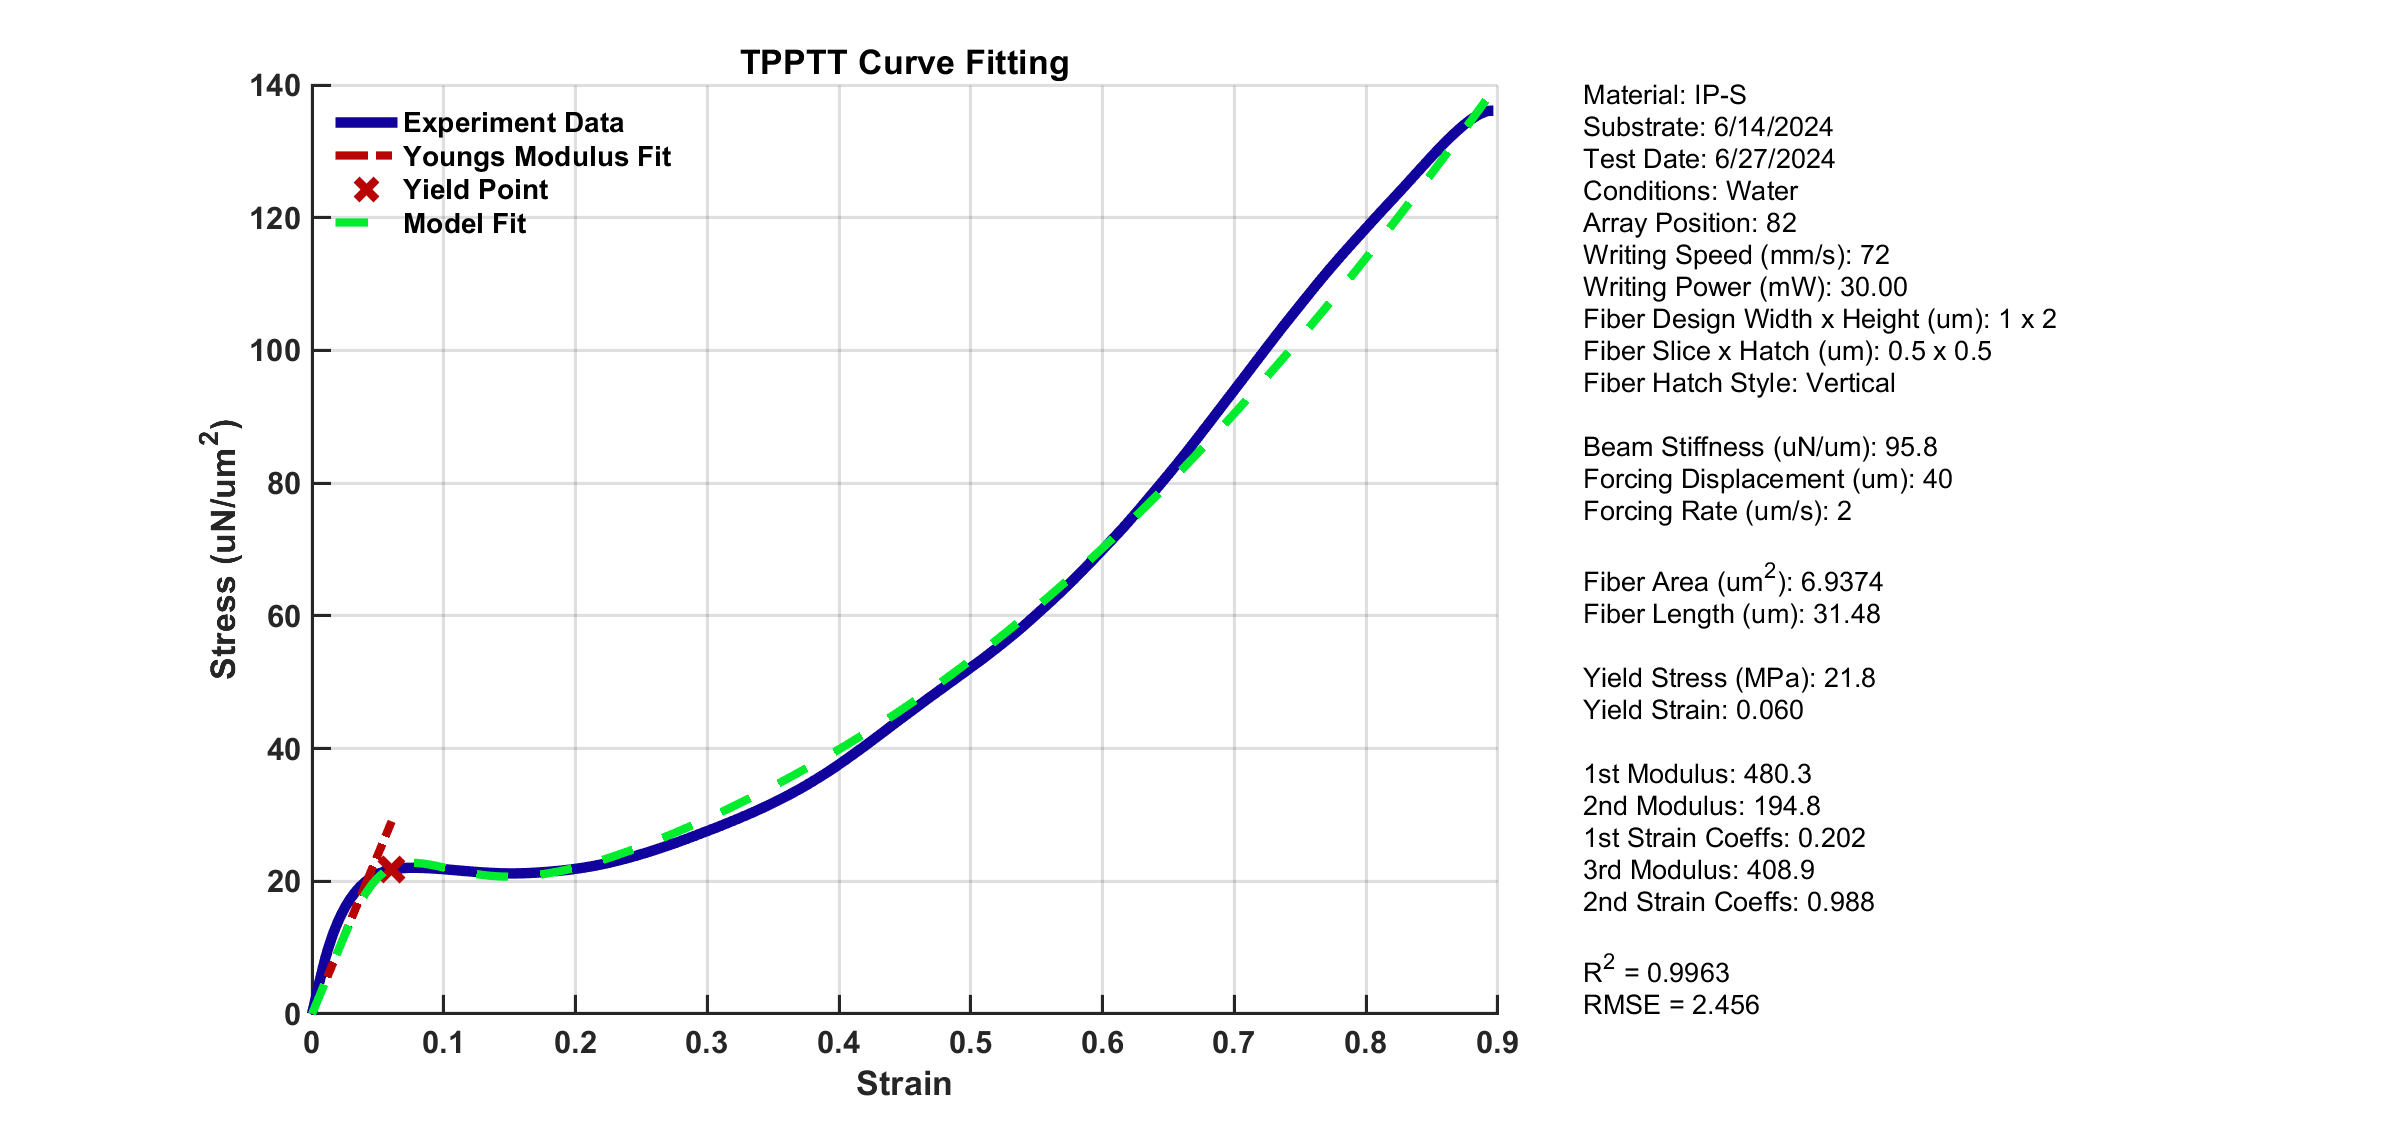 TPPTT Curve Fitting
140
120
100
80
60
40
20
0
Stress (uN/um²)
Experiment Data
Youngs Modulus Fit
Yield Point
Model Fit
0 0.1 0.2 0.3 0.4 0.5 0.6 0.7 0.8 0.9
Strain
Material: IP-S
Substrate: 6/14/2024
Test Date: 6/27/2024
Conditions: Water
Array Position: 82
Writing Speed (mm/s): 72
Writing Power (mW): 30.00
Fiber Design Width x Height (um): 1 x 2
Fiber Slice x Hatch (um): 0.5 x 0.5
Fiber Hatch Style: Vertical
Beam Stiffness (uN/um): 95.8
Forcing Displacement (um): 40
Forcing Rate (um/s): 2
Fiber Area (um²): 6.9374
Fiber Length (um): 31.48
Yield Stress (MPa): 21.8
Yield Strain: 0.060
1st Modulus: 480.3
2nd Modulus: 194.8
1st Strain Coeffs: 0.202
3rd Modulus: 408.9
2nd Strain Coeffs: 0.988
R² = 0.9963
RMSE = 2.456